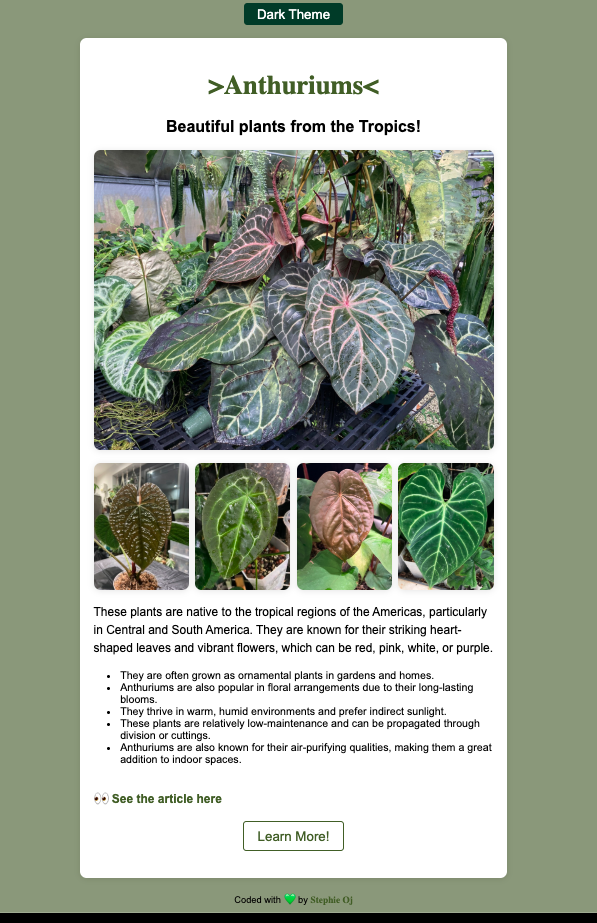 Dark Theme
>Anthuriums<
Beautiful plants from the Tropics!
These plants are native to the tropical regions of the Americas, particularly
in Central and South America. They are known for their striking heart-
shaped leaves and vibrant flowers, which can be red, pink, white, or purple.
• They are often grown as ornamental plants in gardens and homes.
• Anthuriums are also popular in floral arrangements due to their long-lasting
blooms.
• They thrive in warm, humid environments and prefer indirect sunlight.
• These plants are relatively low-maintenance and can be propagated through
division or cuttings.
• Anthuriums are also known for their air-purifying qualities, making them a great
addition to indoor spaces.
👀 See the article here
Learn More!
Coded with 💚 by Stephie Oj